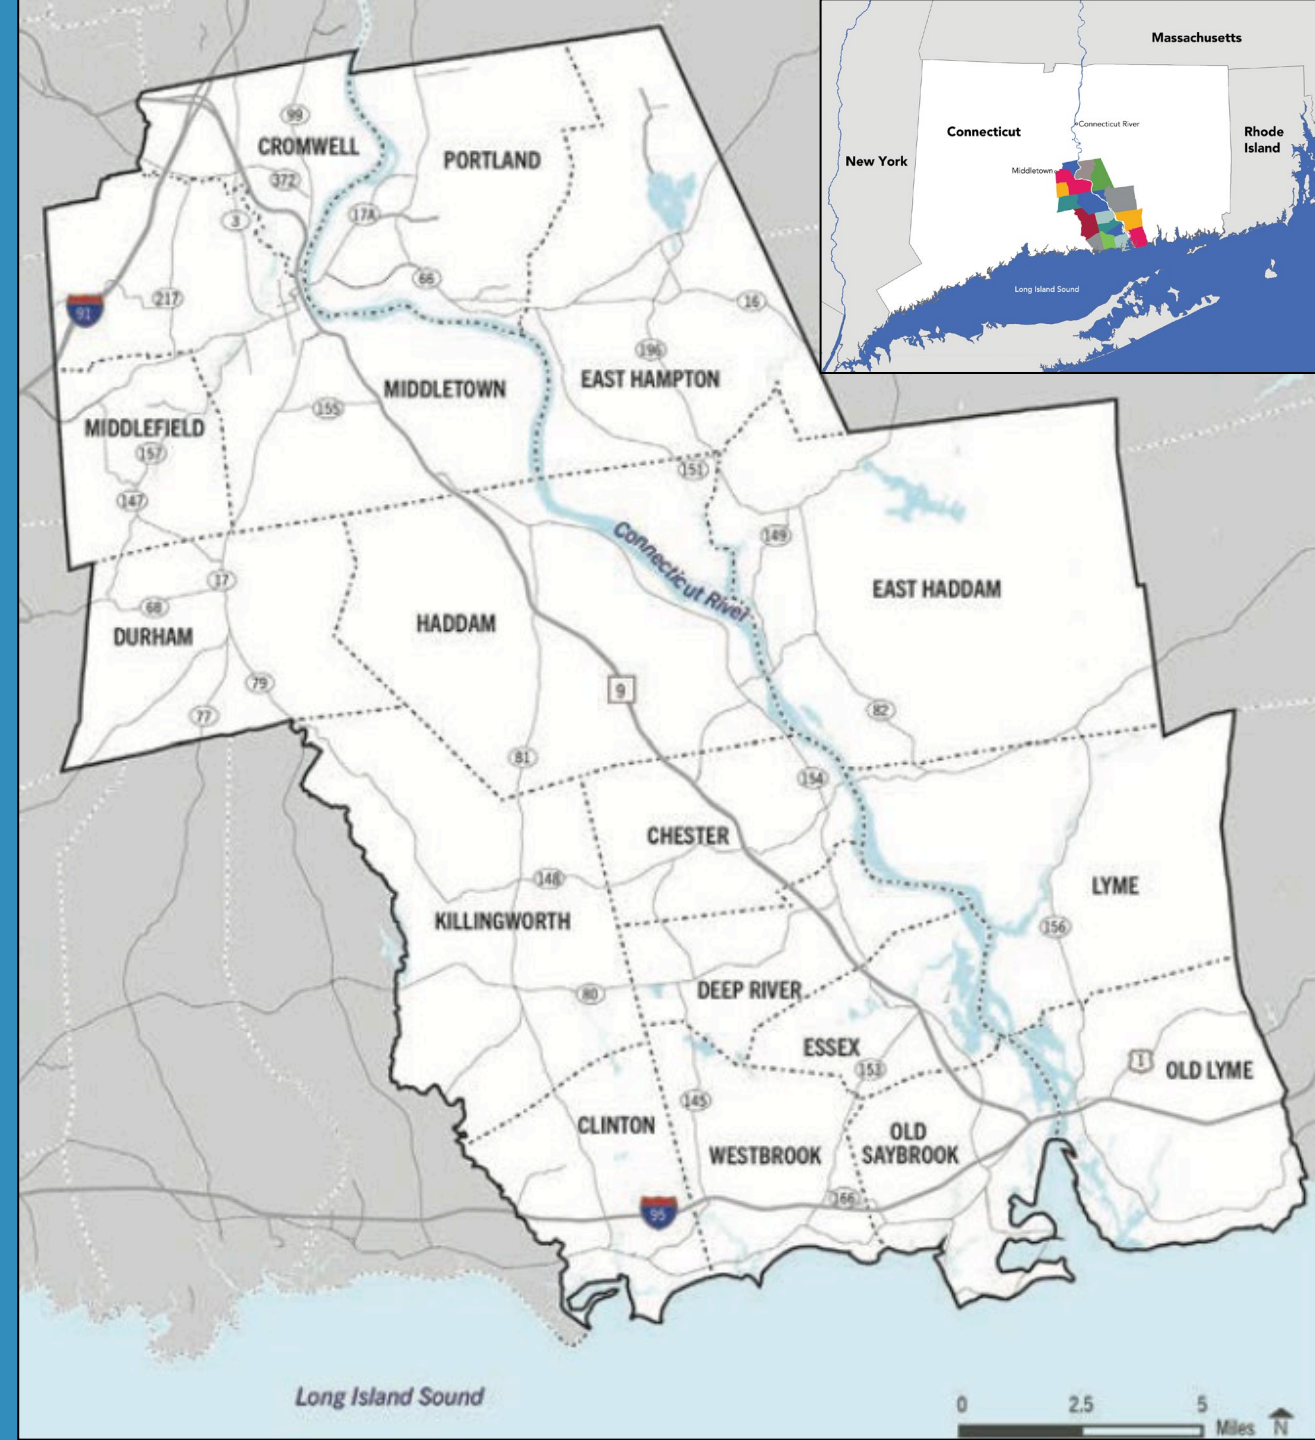 Massachusetts
Connecticut River
Connecticut
Rhode
Island
New York
Middletown
Long Island Sound
99
CROMWELL
PORTLAND
372
17A
3
66
217
16
91
196
MIDDLETOWN
EAST HAMPTON
155
MIDDLEFIELD
157
151
147
149
Connecticut River
17
EAST HADDAM
68
HADDAM
DURHAM
79
9
77
82
81
154
CHESTER
148
LYME
KILLINGWORTH
156
80
DEEP RIVER
ESSEX
153
1
OLD LYME
145
CLINTON
OLD
SAYBROOK
WESTBROOK
166
95
Long Island Sound
0
2.5
5
Miles
N